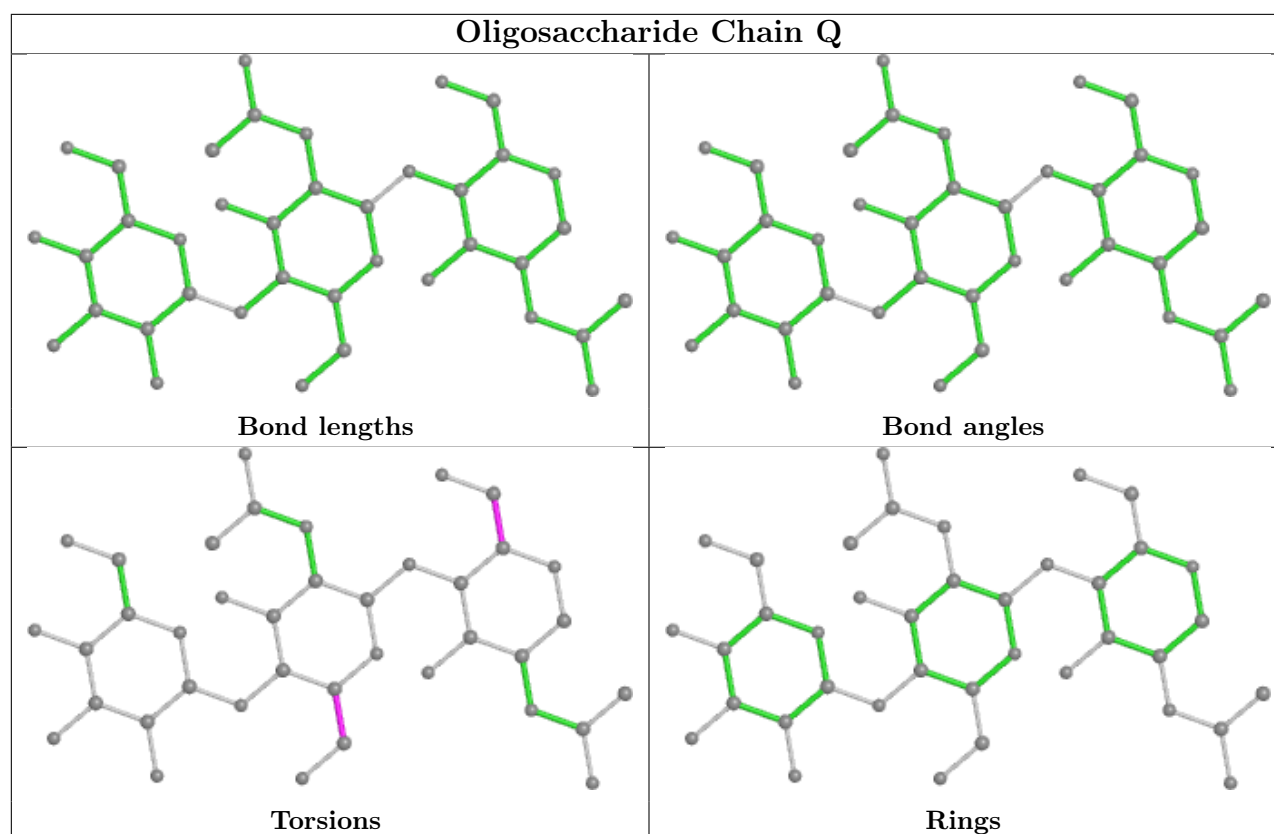 Oligosaccharide Chain Q
Bond lengths
Bond angles
Torsions
Rings